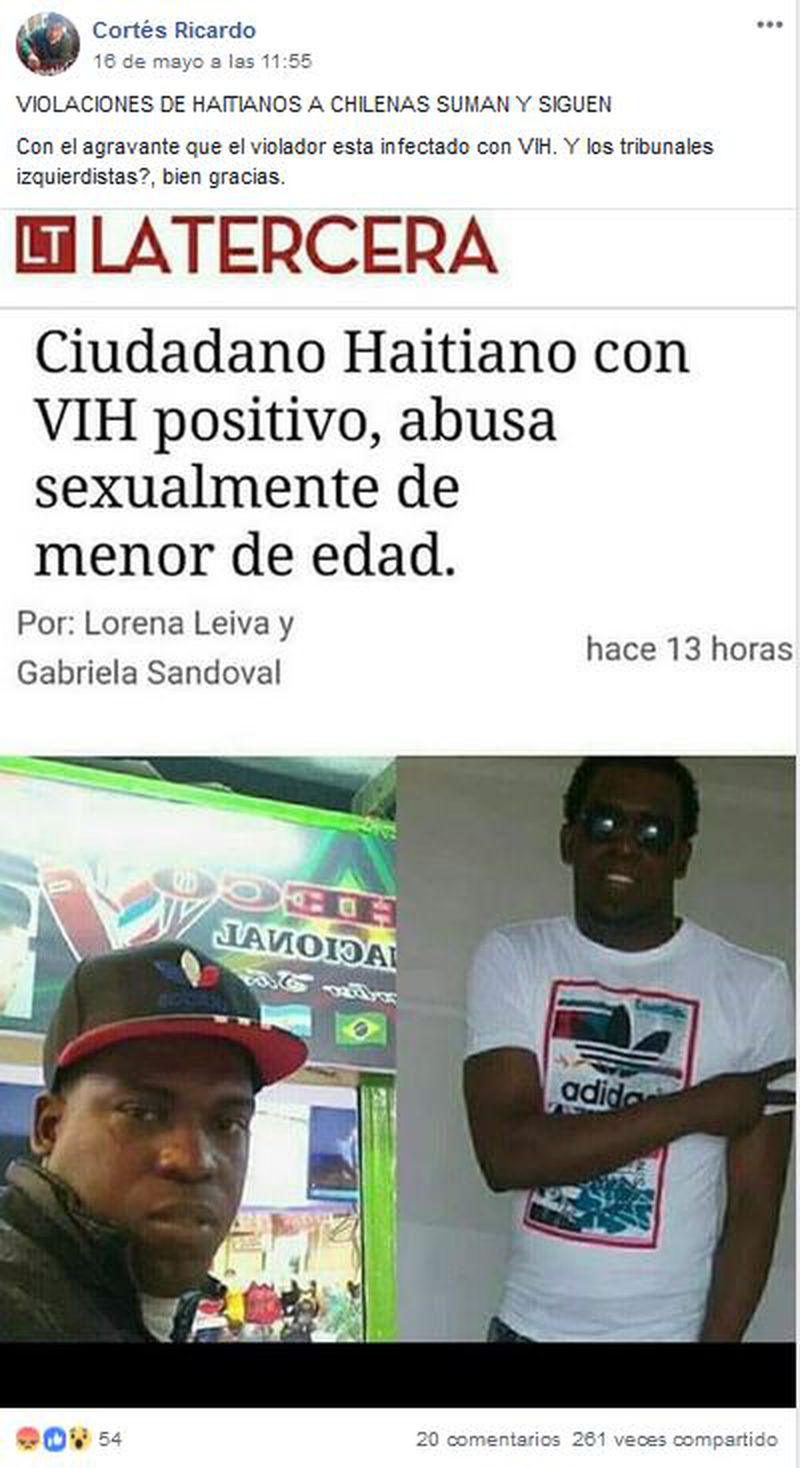 Cortés Ricardo
16 de mayo a las 11:55
VIOLACIONES DE HAITIANOS A CHILENAS SUMAN Y SIGUEN
Con el agravante que el violador esta infectado con VIH. Y los tribunales
izquierdistas?, bien gracias.
LT LATERCERA
Ciudadano Haitiano con
VIH positivo, abusa
sexualmente de
menor de edad.
Por: Lorena Leiva y
Gabriela Sandoval
hace 13 horas
NACIONAL
adidas
54
20 comentarios 261 veces compartido